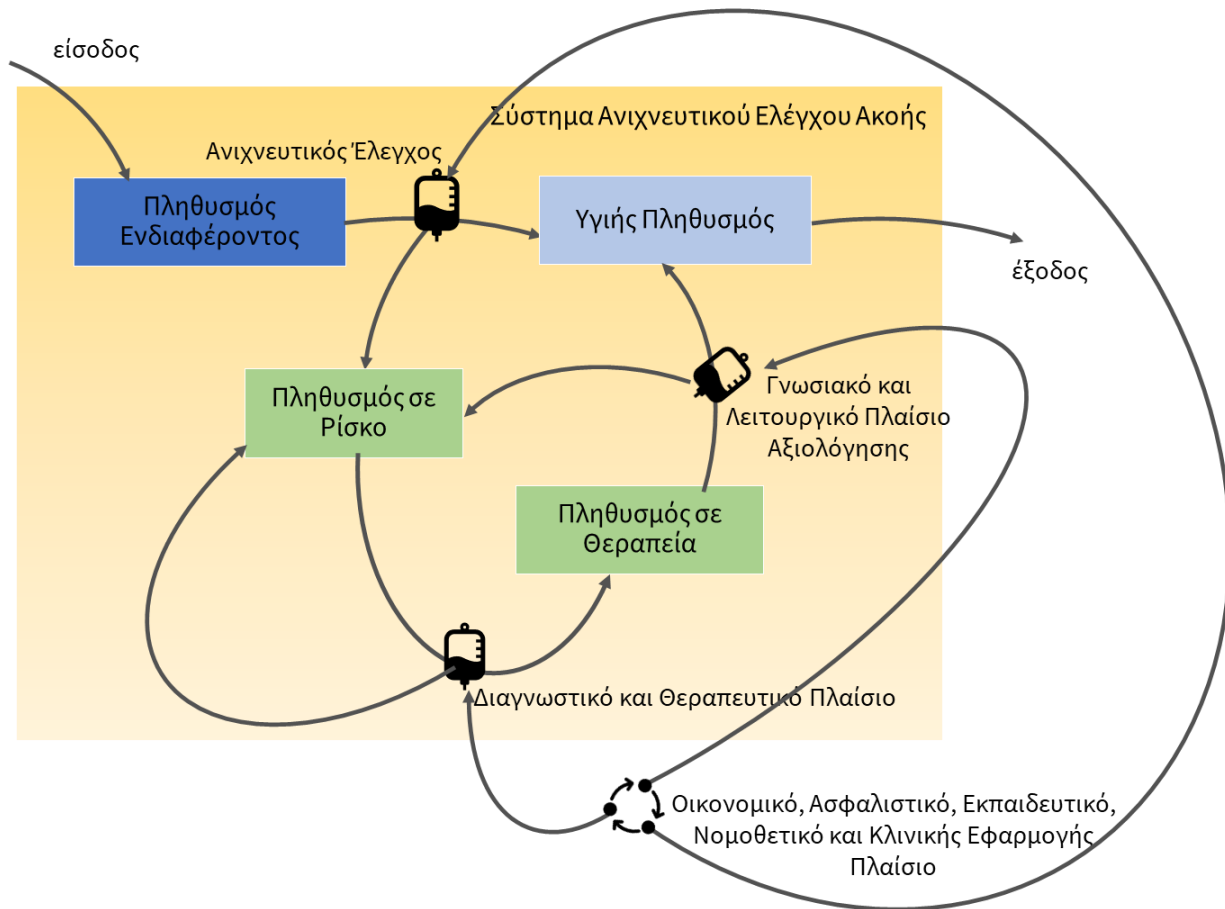 είσοδος
Σύστημα Ανιχνευτικού Ελέγχου Ακοής
Ανιχνευτικός Έλεγχος
Πληθυσμός
Ενδιαφέροντος
Υγιής Πληθυσμός
έξοδος
Πληθυσμός σε
Ρίσκο
Γνωσιακό και
Λειτουργικό Πλαίσιο
Αξιολόγησης
Πληθυσμός σε
Θεραπεία
Διαγνωστικό και Θεραπευτικό Πλαίσιο
Οικονομικό, Ασφαλιστικό, Εκπαιδευτικό,
Νομοθετικό και Κλινικής Εφαρμογής
Πλαίσιο